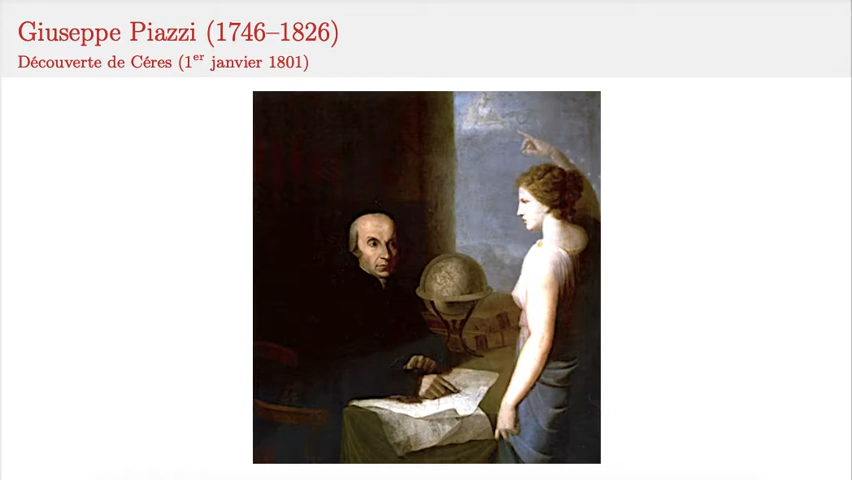 Giuseppe Piazzi (1746–1826)
Découverte de Céres (1er janvier 1801)